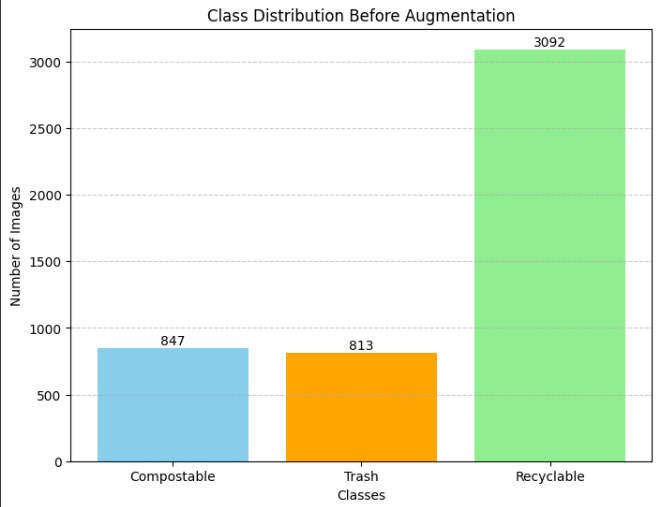 Class Distribution Before Augmentation
3092
3000
2500
2000
1500
1000
500
0
847
813
Number of Images
Compostable
Trash
Recyclable
Classes